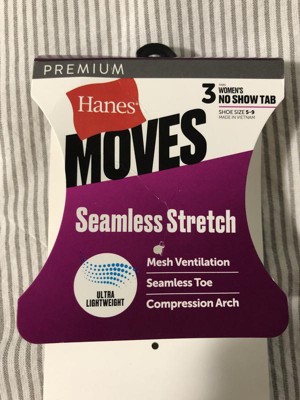 PREMIUM
Hanes
MOVES
3 PAIRS
WOMEN'S
NO SHOW TAB
SHOE SIZE 5-9
MADE IN VIETNAM
Seamless Stretch
Mesh Ventilation
Seamless Toe
Compression Arch
ULTRA
LIGHTWEIGHT